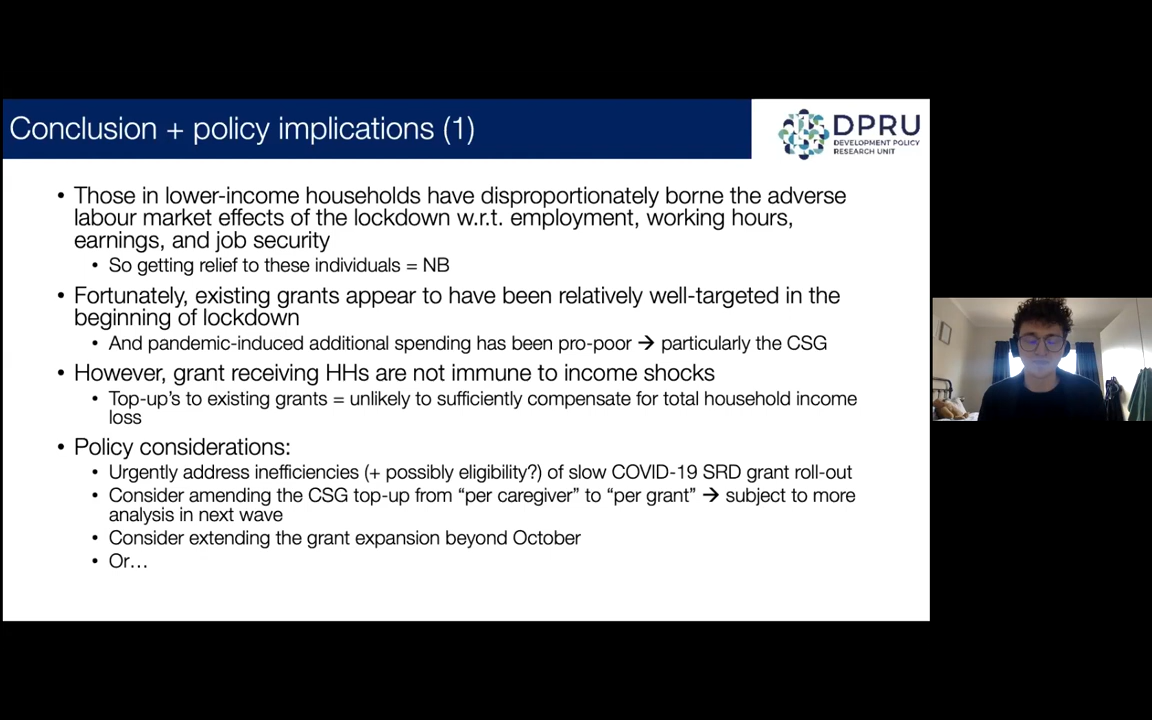 Conclusion + policy implications (1)
DPRU
DEVELOPMENT POLICY
RESEARCH UNIT
• Those in lower-income households have disproportionately borne the adverse
labour market effects of the lockdown w.r.t. employment, working hours,
earnings, and job security
• So getting relief to these individuals = NB
• Fortunately, existing grants appear to have been relatively well-targeted in the
beginning of lockdown
• And pandemic-induced additional spending has been pro-poor → particularly the CSG
• However, grant receiving HHs are not immune to income shocks
• Top-up's to existing grants = unlikely to sufficiently compensate for total household income
loss
• Policy considerations:
• Urgently address inefficiencies (+ possibly eligibility?) of slow COVID-19 SRD grant roll-out
• Consider amending the CSG top-up from “per caregiver” to “per grant” → subject to more
analysis in next wave
• Consider extending the grant expansion beyond October
• Or…